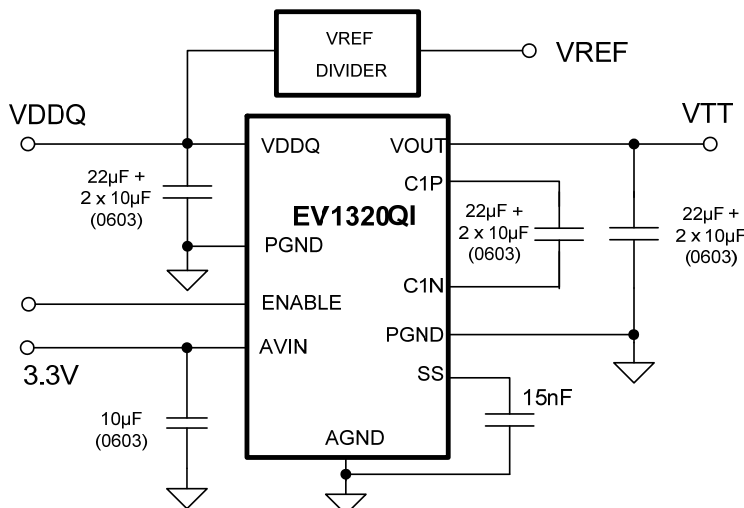 VREF
DIVIDER
VREF
VDDQ
VTT
VDDQ
VOUT
22µF +
2 x 10µF
(0603)
C1P
EV1320QI
22µF +
2 x 10µF
(0603)
22µF +
2 x 10µF
(0603)
PGND
C1N
ENABLE
PGND
AVIN
3.3V
SS
15nF
10µF
(0603)
AGND